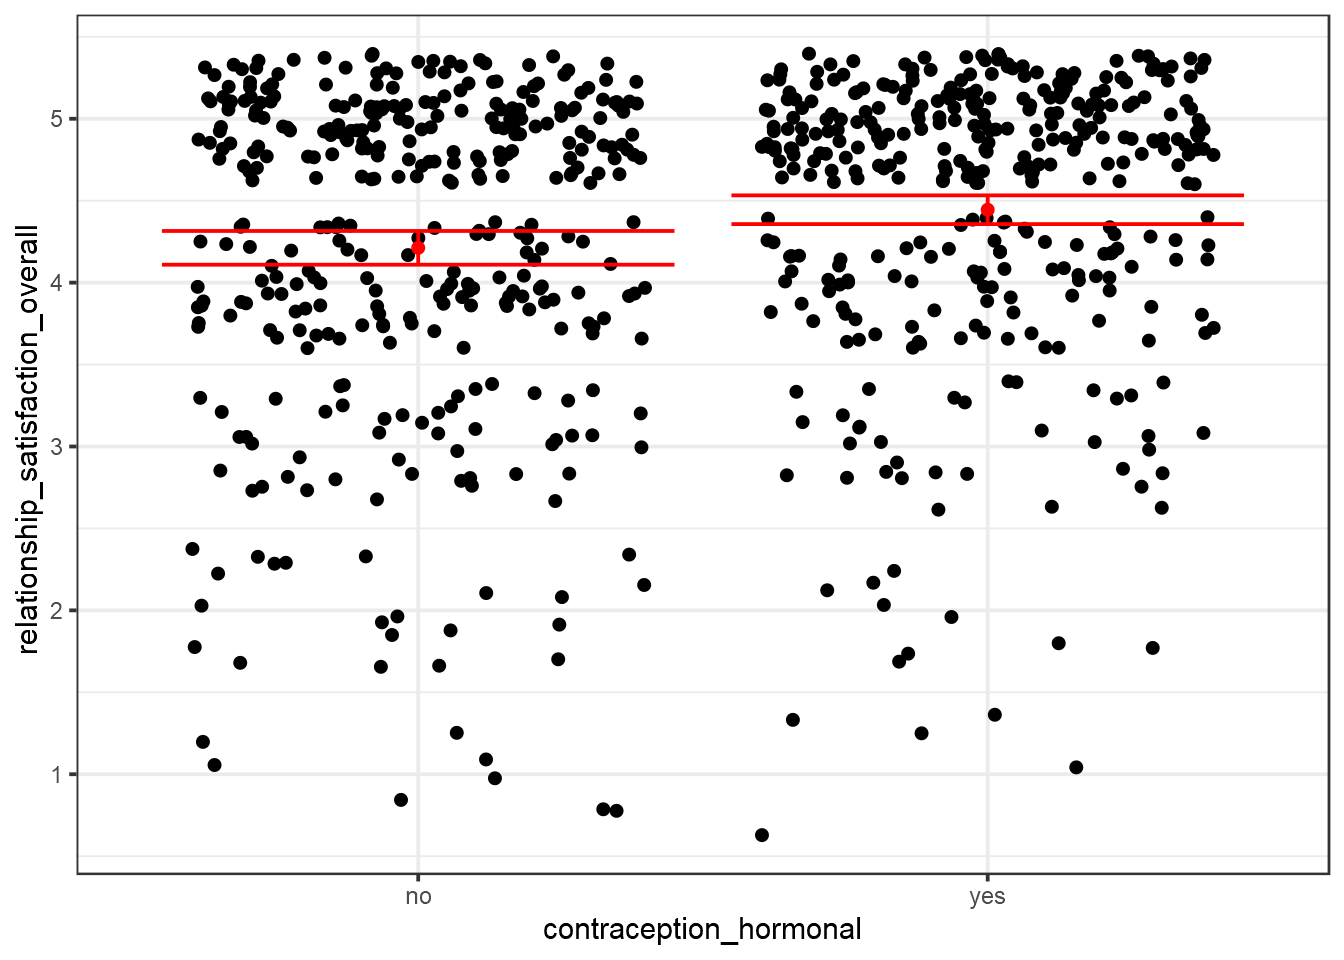 relationship_satisfaction_overall
5
4
3
2
1
no yes
contraception_hormonal